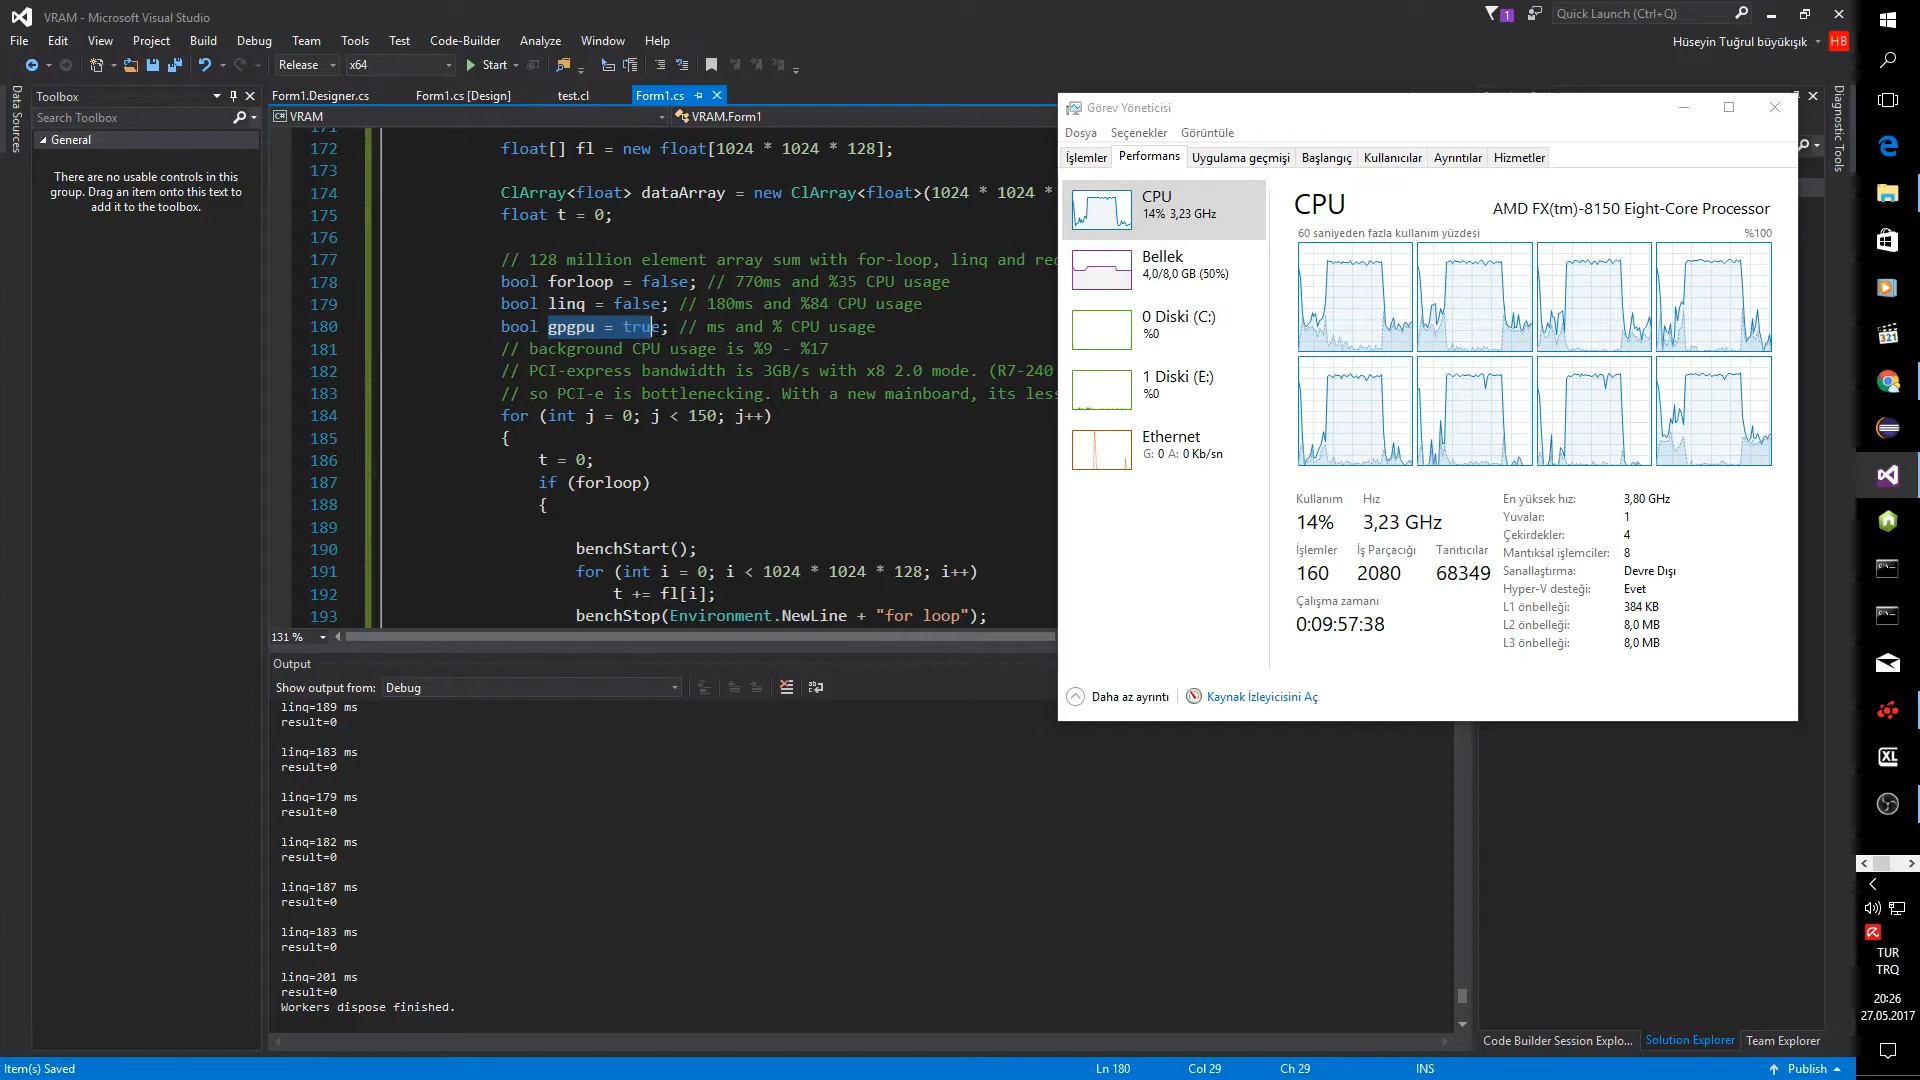 VRAM - Microsoft Visual Studio
1
Quick Launch (Ctrl+Q)
File Edit View Project Build Debug Team Tools Test Code-Builder Analyze Window Help
Hüseyin Tuğrul büyükışık
HB
Release x64 Start
Data Sources
Toolbox
Search Toolbox
General
There are no usable controls in this
group. Drag an item onto this text to
add it to the toolbox.
Form1.Designer.cs Form1.cs [Design] test.cl Form1.cs
VRAM VRAM.Form1
172 float[] fl = new float[1024 * 1024 * 128];
173
174 ClArray<float> dataArray = new ClArray<float>(1024 * 1024 *
175 float t = 0;
176
177 // 128 million element array sum with for-loop, linq and
178 bool forloop = false; // 770ms and %35 CPU usage
179 bool linq = false; // 180ms and %84 CPU usage
180 bool gpgpu = true; // ms and % CPU usage
181 // background CPU usage is %9 - %17
182 // PCI-express bandwidth is 3GB/s with x8 2.0 mode. (R7-240
183 // so PCI-e is bottlenecking. With a new mainboard, its
184 for (int j = 0; j < 150; j++)
185 {
186 t = 0;
187 if (forloop)
188 {
189
190 benchStart();
191 for (int i = 0; i < 1024 * 1024 * 128; i++)
192 t += fl[i];
193 benchStop(Environment.NewLine + "for loop");
131 %
Output
Show output from: Debug
linq=189 ms
result=0
linq=183 ms
result=0
linq=179 ms
result=0
linq=182 ms
result=0
linq=187 ms
result=0
linq=183 ms
result=0
linq=201 ms
result=0
Workers dispose finished.
Görev Yöneticisi
Dosya Seçenekler Görüntüle
İşlemler Performans Uygulama geçmişi Başlangıç Kullanıcılar Ayrıntılar Hizmetler
CPU
14% 3,23 GHz
Bellek
4,0/8,0 GB (50%)
0 Diski (C:)
%0
1 Diski (E:)
%0
Ethernet
G: 0 A: 0 Kb/sn
CPU
AMD FX(tm)-8150 Eight-Core Processor
60 saniyeden fazla kullanım yüzdesi %100
Kullanım Hız
14% 3,23 GHz
İşlemler İş Parçacığı Tanıtıcılar
160 2080 68349
Çalışma zamanı
0:09:57:38
En yüksek hız: 3,80 GHz
Yuvalar: 1
Çekirdekler: 4
Mantıksal işlemciler: 8
Sanallaştırma: Devre Dışı
Hyper-V desteği: Evet
L1 önbelleği: 384 KB
L2 önbelleği: 8,0 MB
L3 önbelleği: 8,0 MB
Daha az ayrıntı Kaynak İzleyicisini Aç
Diagnostic Tools
Code Builder Session Explo... Solution Explorer Team Explorer
Item(s) Saved Ln 180 Col 29 Ch 29 INS Publish
321
XL
TUR
TRQ
20:26
27.05.2017